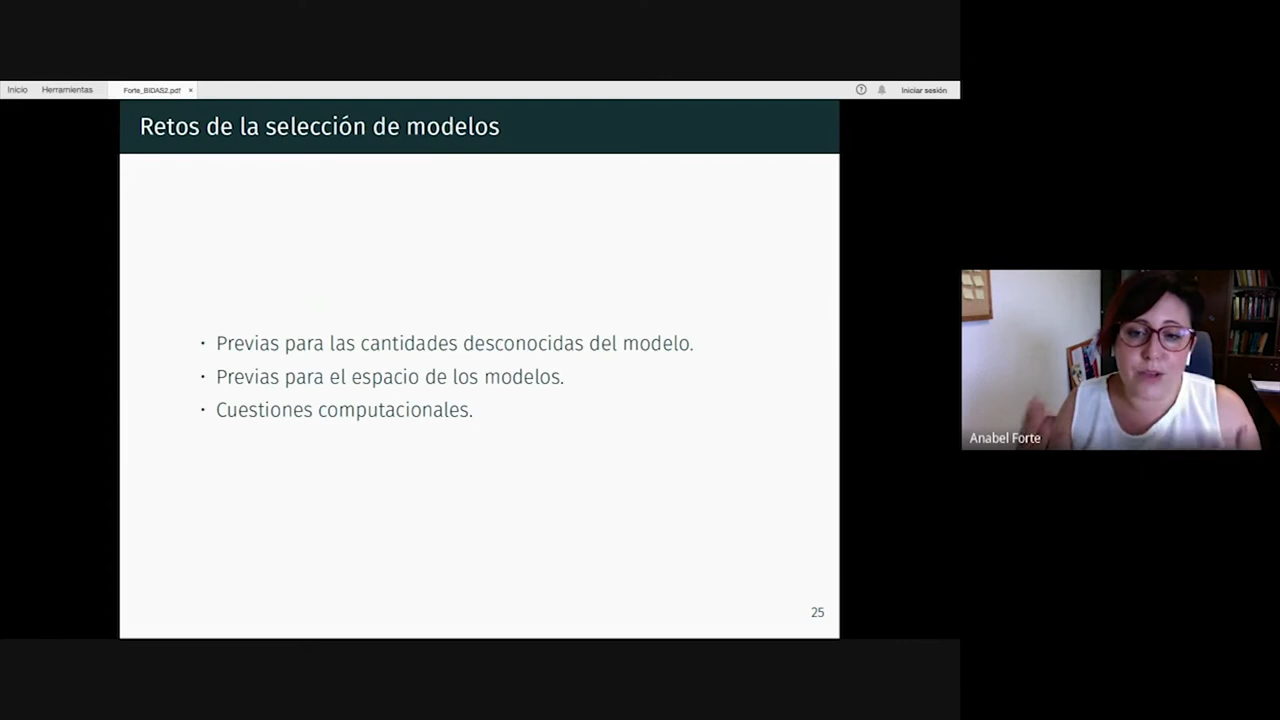 Inicio Herramientas Forte_BIDAS2.pdf × Iniciar sesión
Retos de la selección de modelos
· Previas para las cantidades desconocidas del modelo.
· Previas para el espacio de los modelos.
· Cuestiones computacionales.
25
Anabel Forte